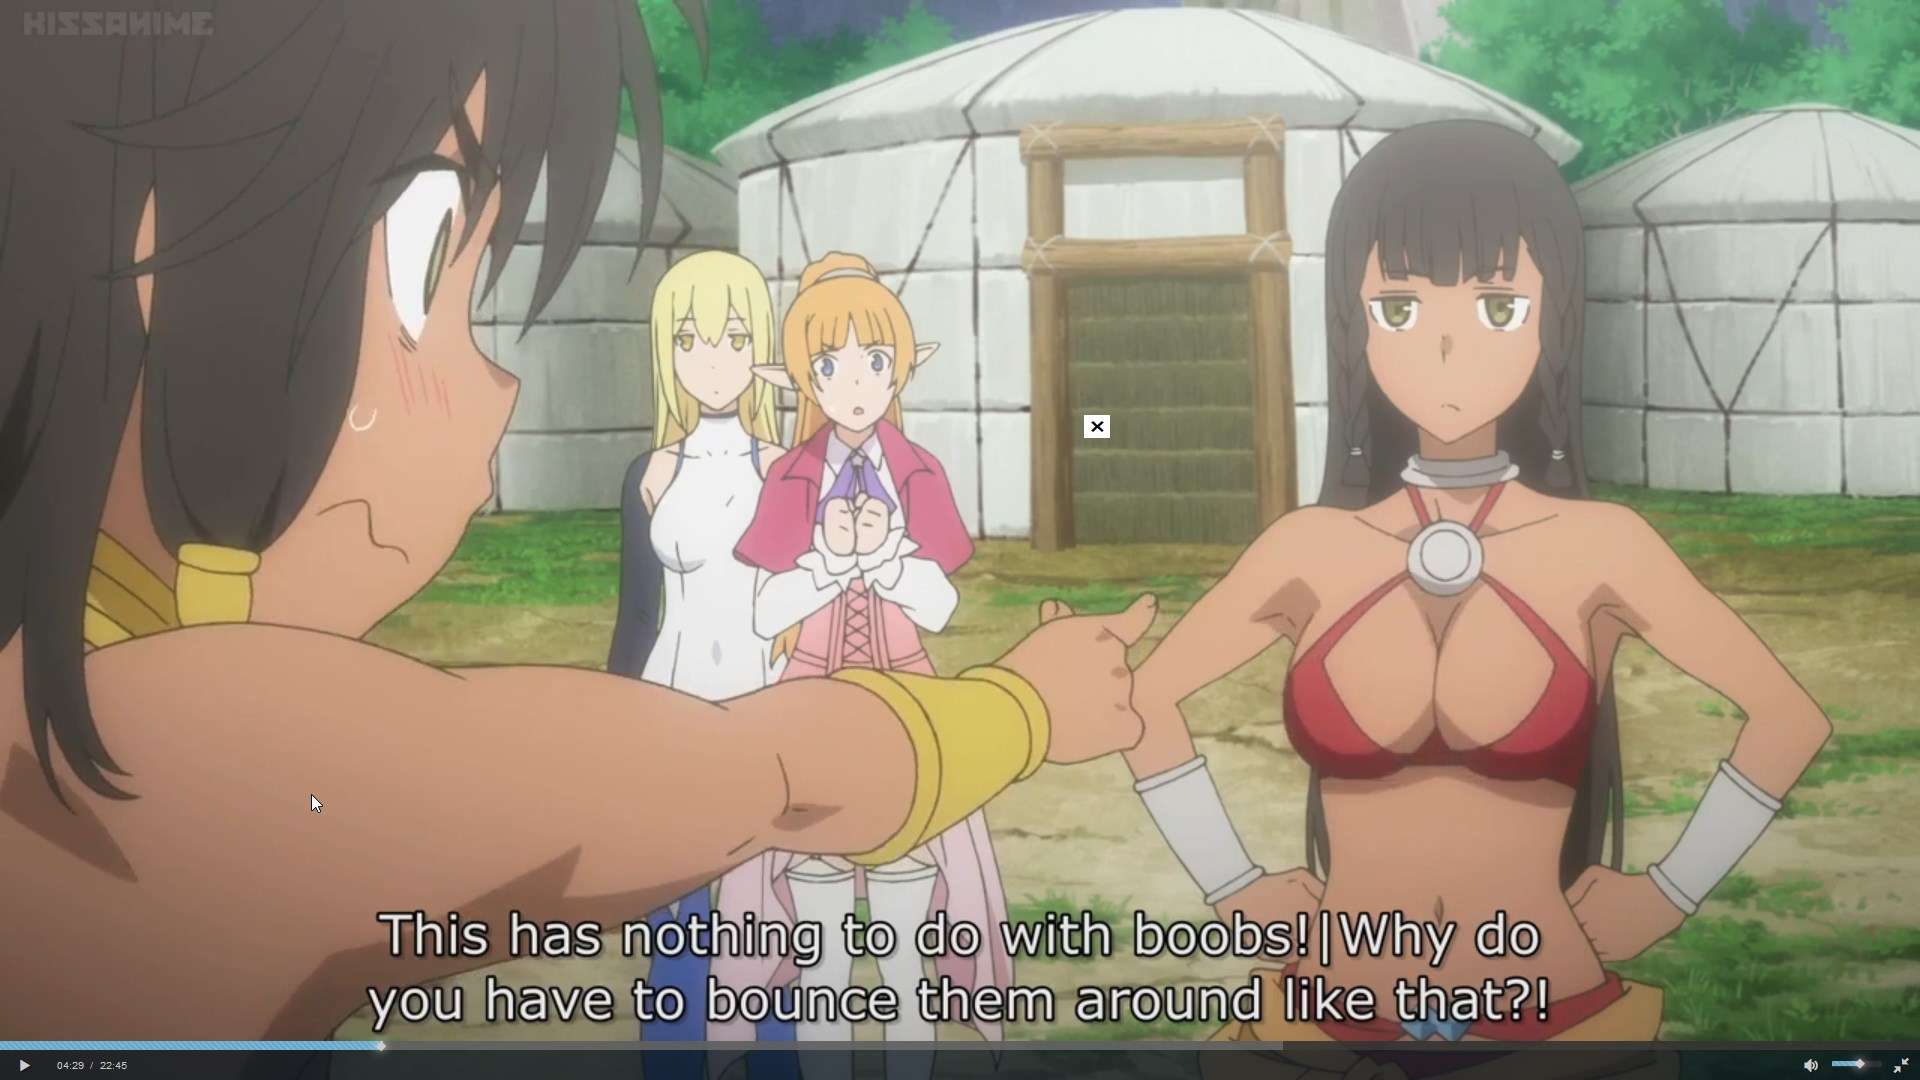 KISSANIME
This has nothing to do with boobs!|Why do
you have to bounce them around like that?!
04:29 / 22:45